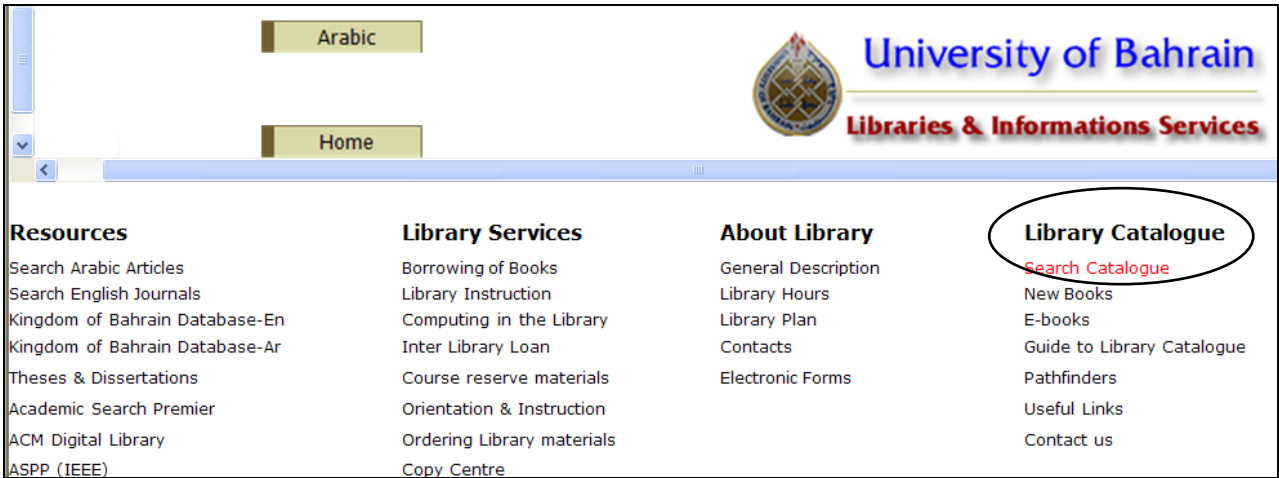 Arabic
University of Bahrain
Libraries & Informations Services
Home
Resources
Search Arabic Articles
Search English Journals
Kingdom of Bahrain Database-En
Kingdom of Bahrain Database-Ar
Theses & Dissertations
Academic Search Premier
ACM Digital Library
ASPP (IEEE)
Library Services
Borrowing of Books
Library Instruction
Computing in the Library
Inter Library Loan
Course reserve materials
Orientation & Instruction
Ordering Library materials
Copy Centre
About Library
General Description
Library Hours
Library Plan
Contacts
Electronic Forms
Library Catalogue
Search Catalogue
New Books
E-books
Guide to Library Catalogue
Pathfinders
Useful Links
Contact us